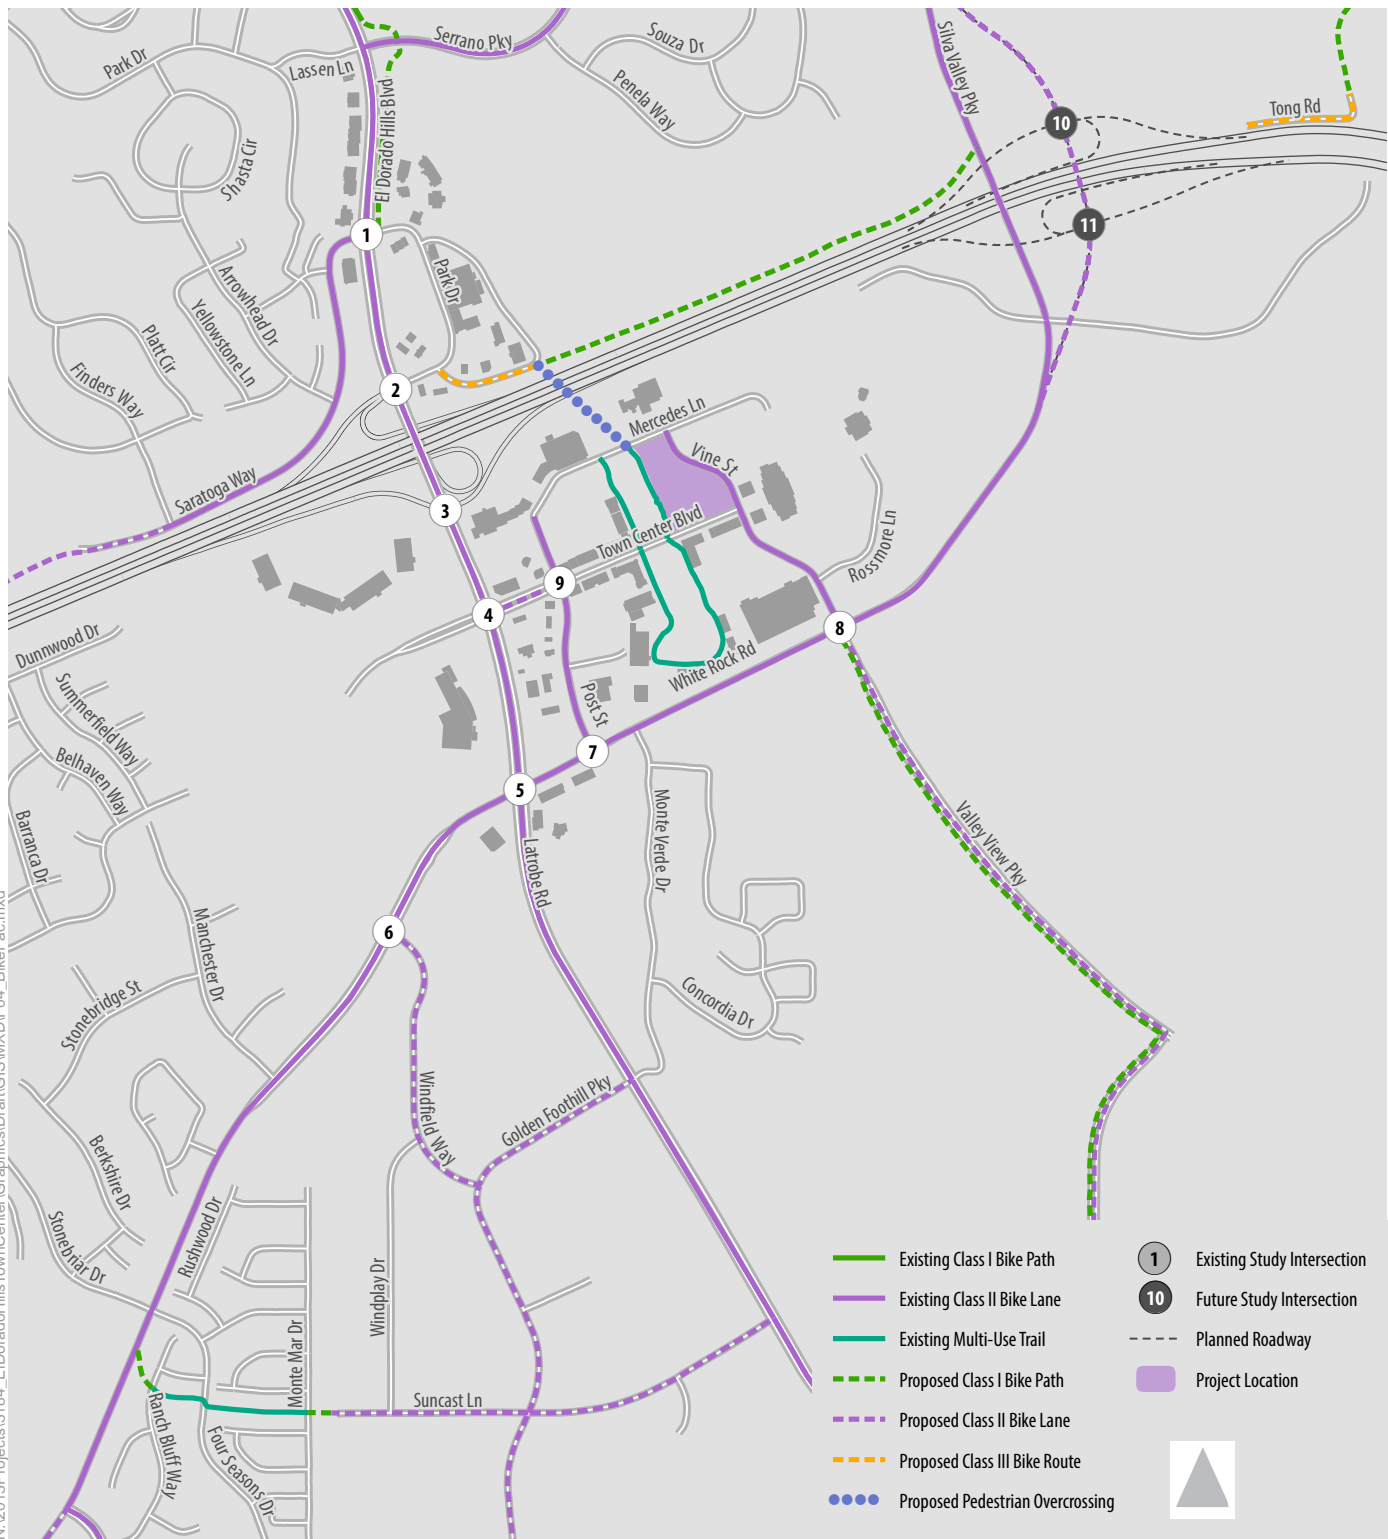 Serrano Pky
Souza Dr
Silva Valley Pky
Park Dr
Lassen Ln
Penela Way
Tong Rd
10
El Dorado Hills Blvd
Shasta Cir
1
11
Park Dr
Arrowhead Dr
Yellowstone Ln
Platt Cir
Finders Way
2
Mercedes Ln
Vine St
Saratoga Way
3
Town Center Blvd
Rossmore Ln
9
4
8
Dunnwood Dr
White Rock Rd
Summerfield Way
Post St
Belhaven Way
7
5
Barranca Dr
Monte Verde Dr
Valley View Pky
Latrobe Rd
6
Manchester Dr
Stonebridge St
Concordia Dr
Windfield Way
Golden Foothill Pky
Berkshire Dr
Rushwood Dr
Stonebriar Dr
Windplay Dr
Monte Mar Dr
Suncast Ln
Ranch Bluff Way
Four Seasons Dr
Existing Class I Bike Path
Existing Class II Bike Lane
Existing Multi-Use Trail
Proposed Class I Bike Path
Proposed Class II Bike Lane
Proposed Class III Bike Route
Proposed Pedestrian Overcrossing
1 Existing Study Intersection
10 Future Study Intersection
Planned Roadway
Project Location